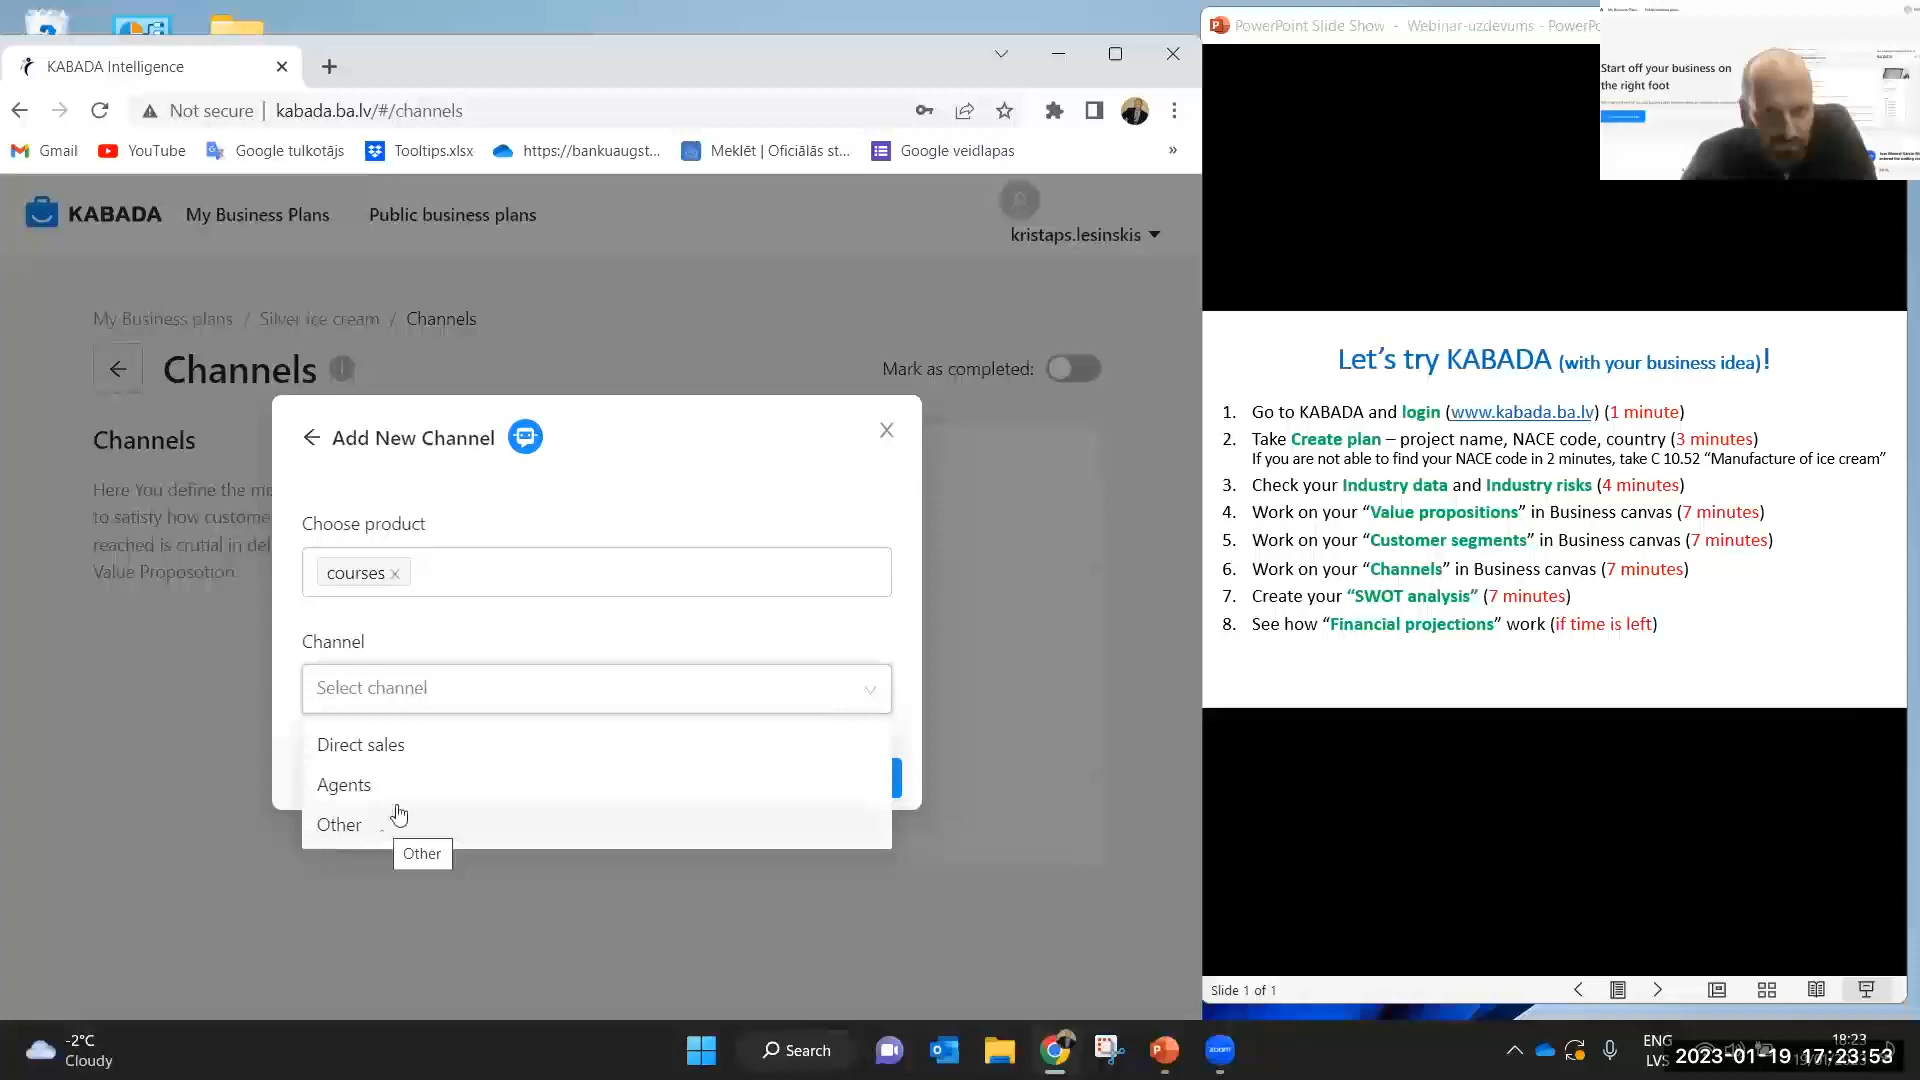 KABADA Intelligence
Not secure | kabada.ba.lv/#/channels
Gmail YouTube Google tulkotājs Tooltips.xlsx https://bankuaugst... Meklēt | Oficiālās st... Google veidlapas »
KABADA My Business Plans Public business plans
kristaps.lesinskis
My Business plans / Silver ice cream / Channels
Channels
Mark as completed:
Channels
Here You define the me
to satisfy how custome
reached is crutial in del
Value Proposotion.
Add New Channel
Choose product
courses
Channel
Select channel
Direct sales
Agents
Other
Other
PowerPoint Slide Show - Webinar-uzdevums - PowerPo
Start off your business on
the right foot
Let's try KABADA (with your business idea)!
1. Go to KABADA and login (www.kabada.ba.lv) (1 minute)
2. Take Create plan – project name, NACE code, country (3 minutes)
If you are not able to find your NACE code in 2 minutes, take C 10.52 “Manufacture of ice cream”
3. Check your Industry data and Industry risks (4 minutes)
4. Work on your “Value propositions” in Business canvas (7 minutes)
5. Work on your “Customer segments” in Business canvas (7 minutes)
6. Work on your “Channels” in Business canvas (7 minutes)
7. Create your “SWOT analysis” (7 minutes)
8. See how “Financial projections” work (if time is left)
Slide 1 of 1
-2°C
Cloudy
Search
zoom
ENG
LVS
18:23
2023-01-19 17:23:53